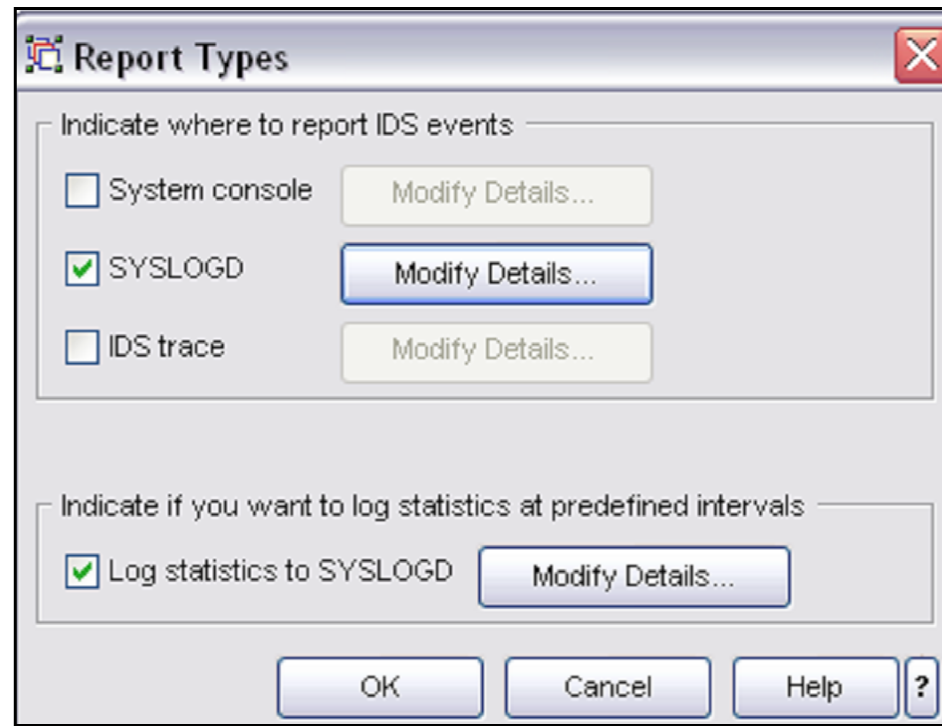 Report Types
Indicate where to report IDS events
System console Modify Details...
SYSLOGD Modify Details...
IDS trace Modify Details...
Indicate if you want to log statistics at predefined intervals
Log statistics to SYSLOGD Modify Details...
OK Cancel Help ?